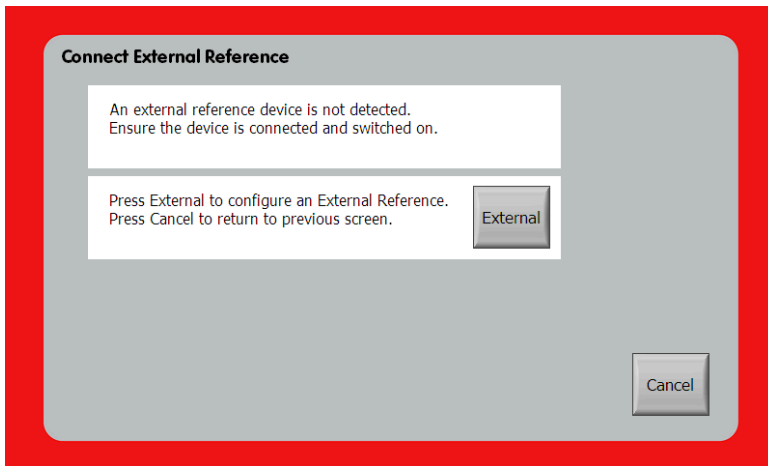 Connect External Reference
An external reference device is not detected.
Ensure the device is connected and switched on.
Press External to configure an External Reference.
Press Cancel to return to previous screen.
External
Cancel